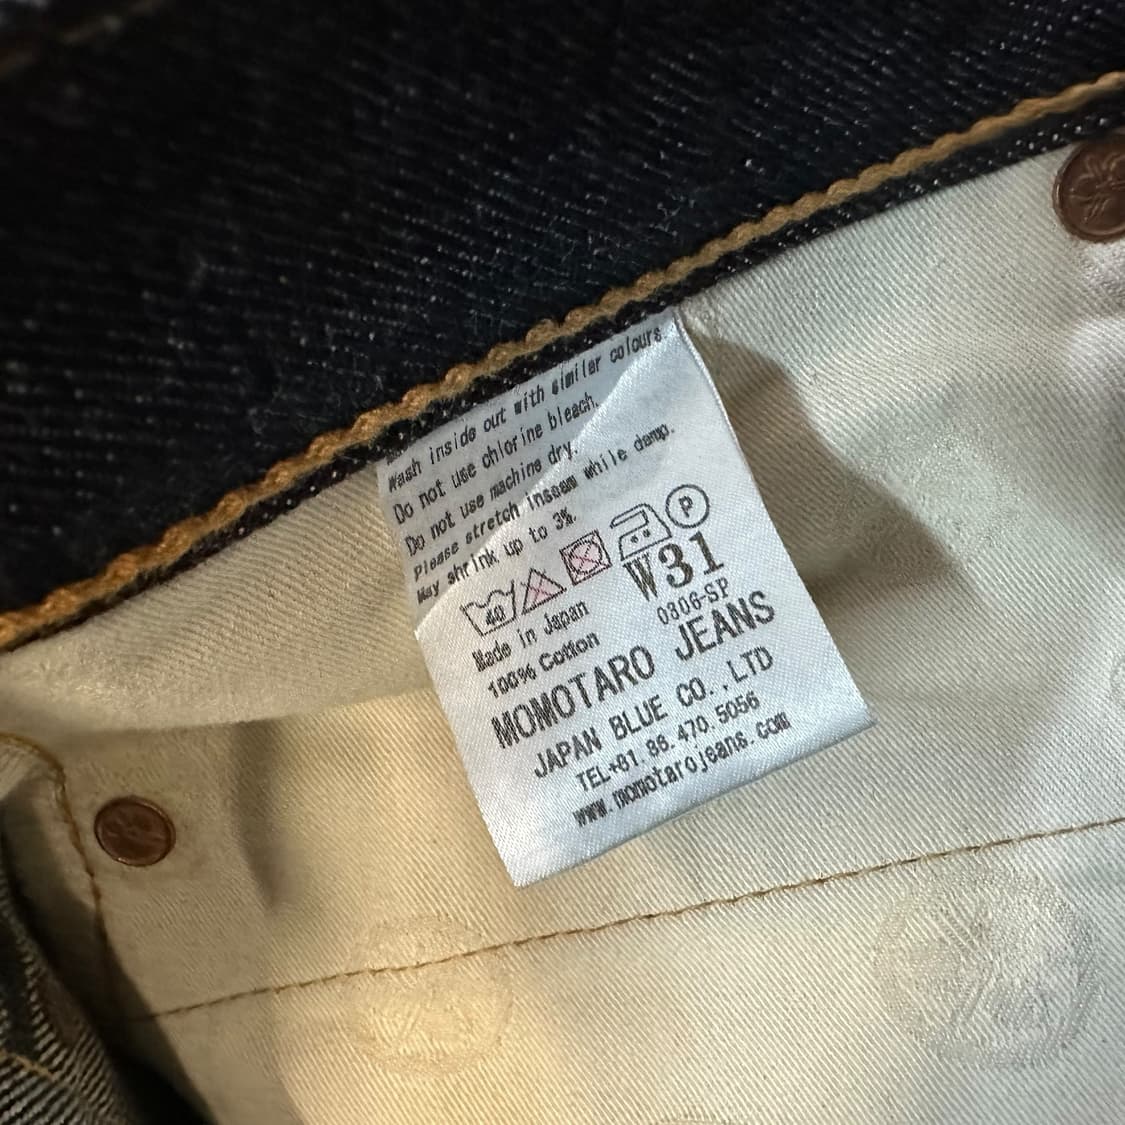 Wash inside out with similar colours.
Do not use chlorine bleach.
Do not use machine dry.
Please stretch inseam while damp.
May shrink up to 3%.
40 P
W31
0306-SP
Made in Japan
100% Cotton
MOMOTARO JEANS
JAPAN BLUE CO.,LTD
TEL+81.86.470.5056
www.momotarojeans.com